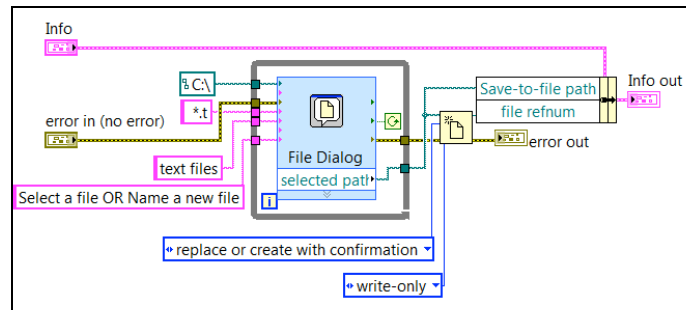 Info
C:\
*.t
error in (no error)
File Dialog
text files
selected path
Select a file OR Name a new file
i
Save-to-file path
file refnum
Info out
error out
replace or create with confirmation
write-only